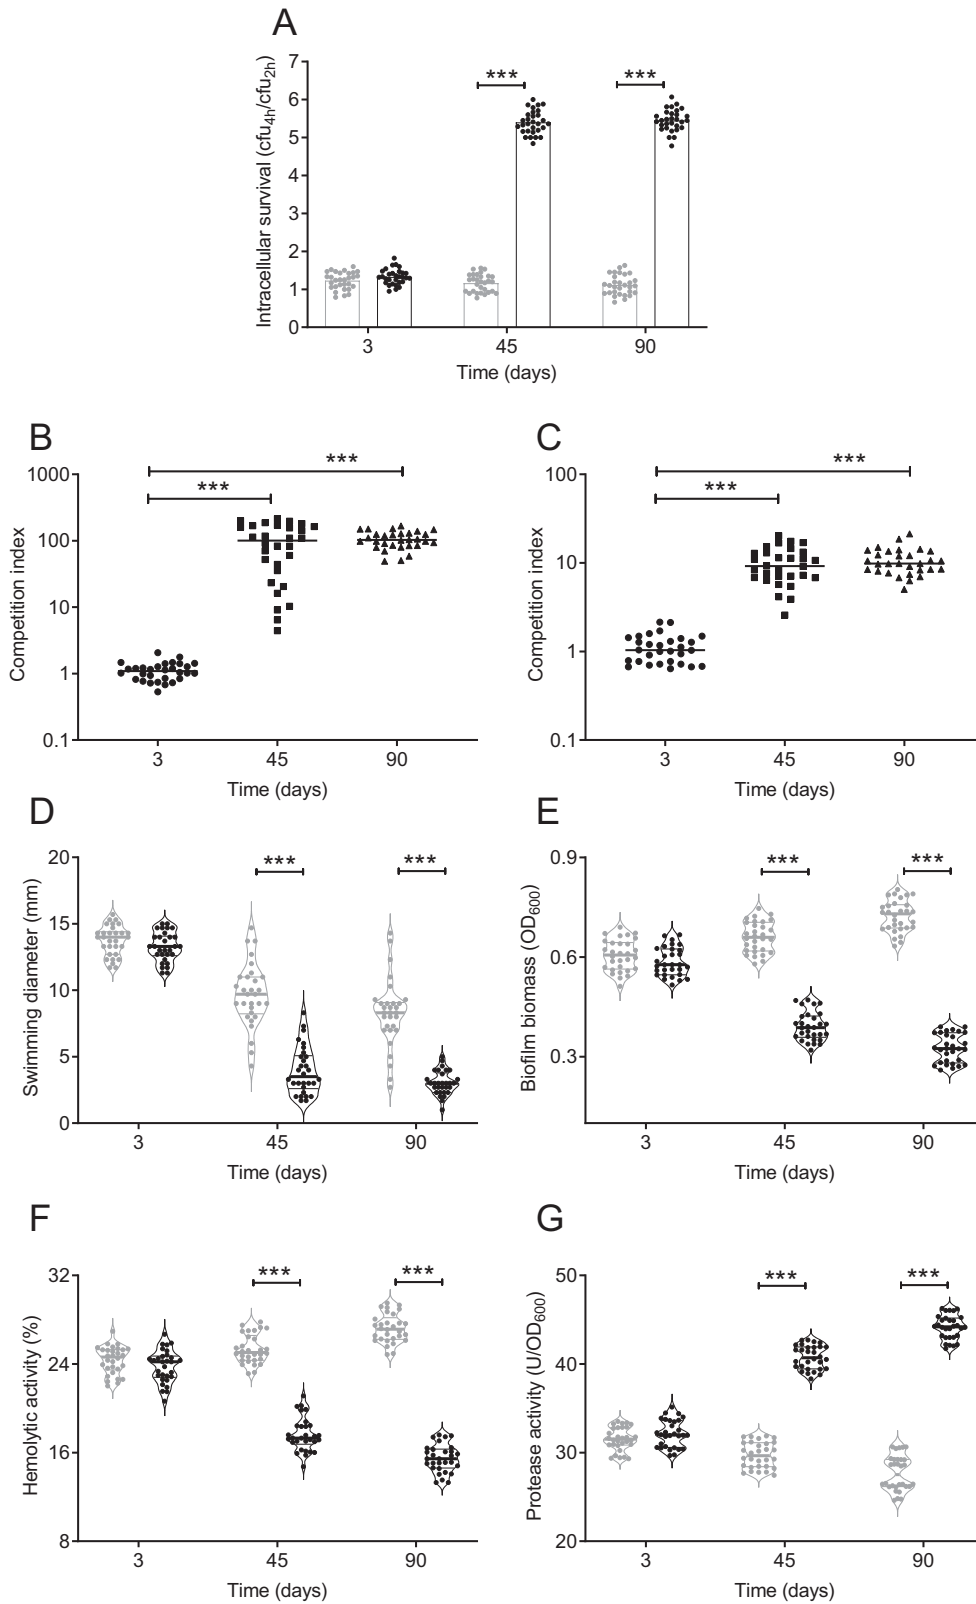 A
Intracellular survival (cfu4h/cfu2h)
7
6
5
4
3
2
1
0
*** ***
3 45 90
Time (days)
B
Competition index
1000
100
10
1
0.1
***
***
3 45 90
Time (days)
C
Competition index
100
10
1
0.1
***
***
3 45 90
Time (days)
D
Swimming diameter (mm)
20
15
10
5
0
*** ***
3 45 90
Time (days)
E
Biofilm biomass (OD600)
0.9
0.6
0.3
*** ***
3 45 90
Time (days)
F
Hemolytic activity (%)
32
24
16
8
*** ***
3 45 90
Time (days)
G
Protease activity (U/OD600)
50
40
30
20
*** ***
3 45 90
Time (days)